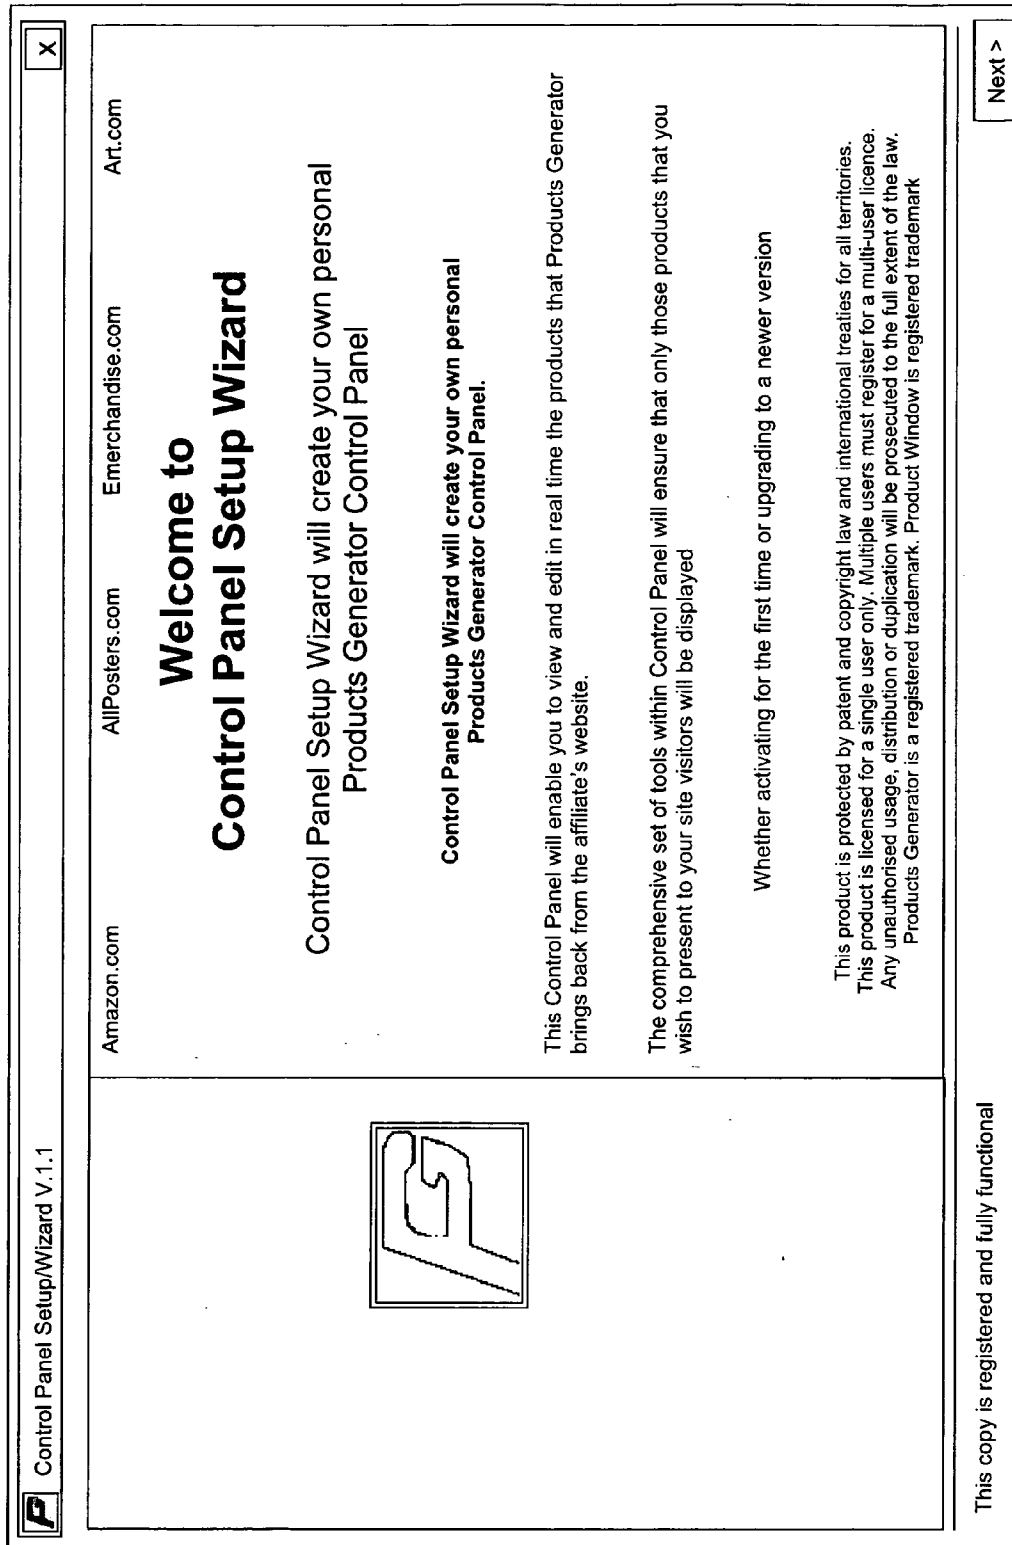 Control Panel Setup/Wizard V.1.1
X
Amazon.com AllPosters.com Emerchandise.com Art.com
Welcome to
Control Panel Setup Wizard
Control Panel Setup Wizard will create your own personal
Products Generator Control Panel
Control Panel Setup Wizard will create your own personal
Products Generator Control Panel.
This Control Panel will enable you to view and edit in real time the products that Products Generator
brings back from the affiliate's website.
The comprehensive set of tools within Control Panel will ensure that only those products that you
wish to present to your site visitors will be displayed
Whether activating for the first time or upgrading to a newer version
This product is protected by patent and copyright law and international treaties for all territories.
This product is licensed for a single user only. Multiple users must register for a multi-user licence.
Any unauthorised usage, distribution or duplication will be prosecuted to the full extent of the law.
Products Generator is a registered trademark. Product Window is registered trademark
This copy is registered and fully functional
Next >